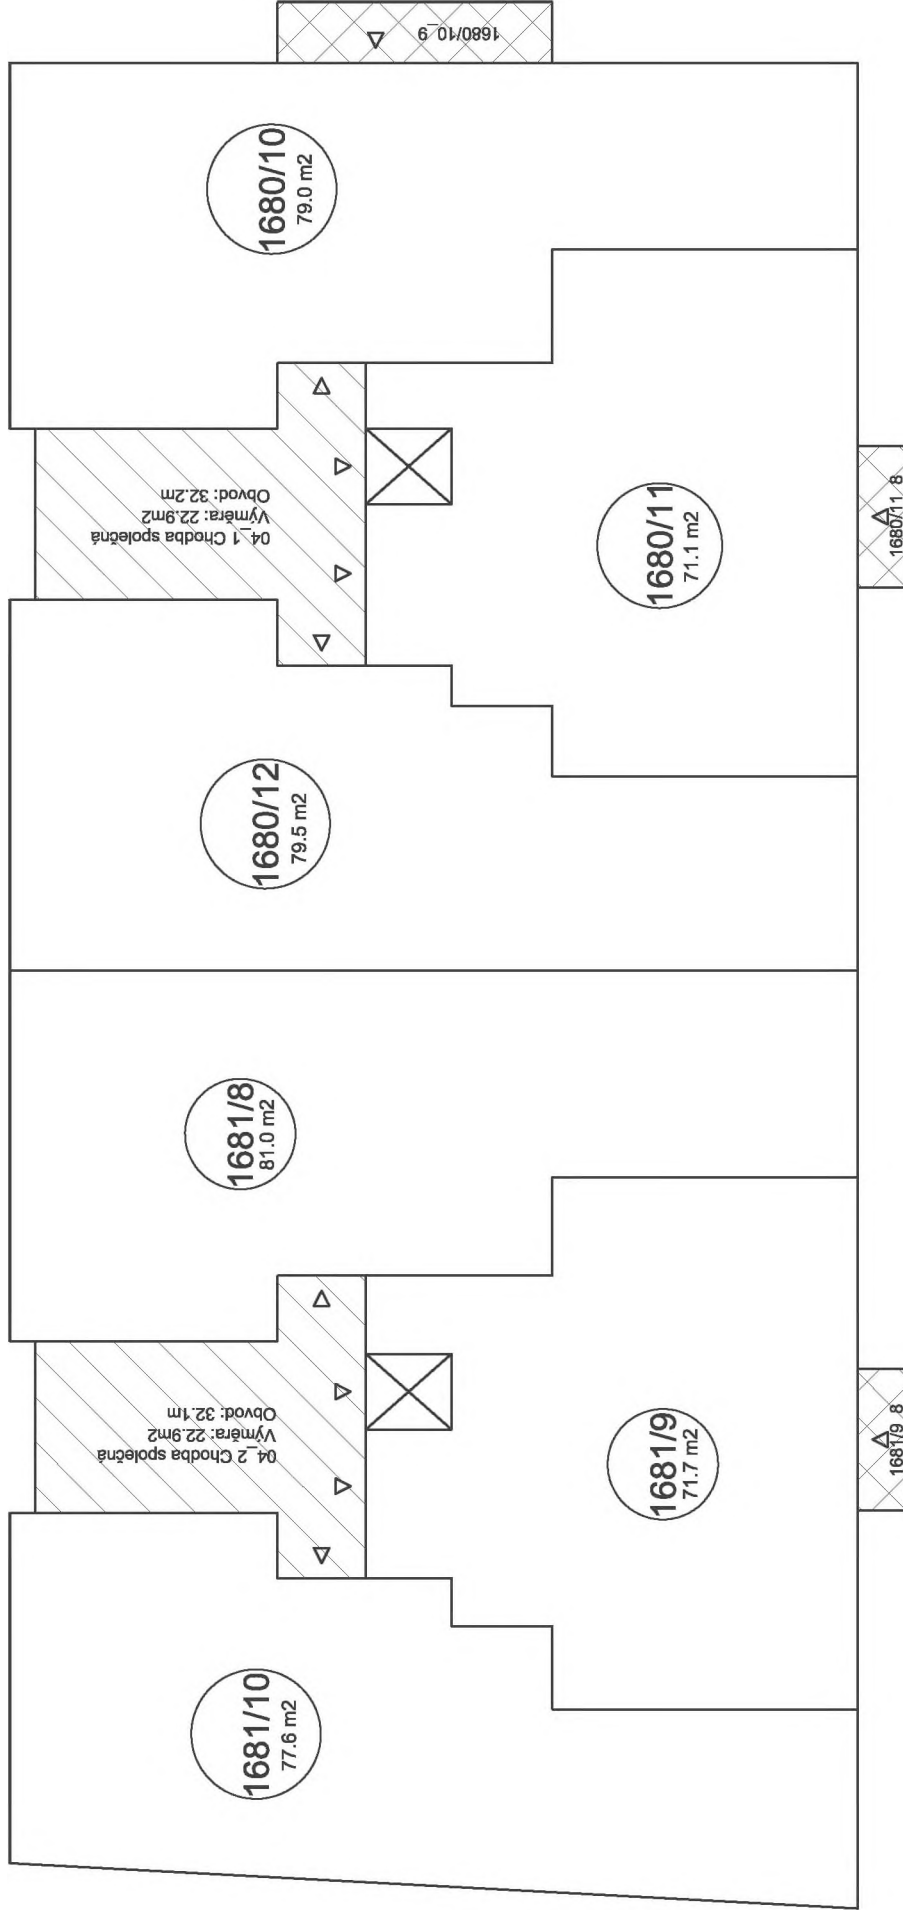 1680/10_9
1680/10
79.0 m2
04_1 Chodba společná
Výměra: 22.9m2
Obvod: 32.2m
1680/11
71.1 m2
1680/11_8
1680/12
79.5 m2
1681/8
81.0 m2
04_2 Chodba společná
Výměra: 22.9m2
Obvod: 32.1m
1681/9
71.7 m2
1681/9_8
1681/10
77.6 m2